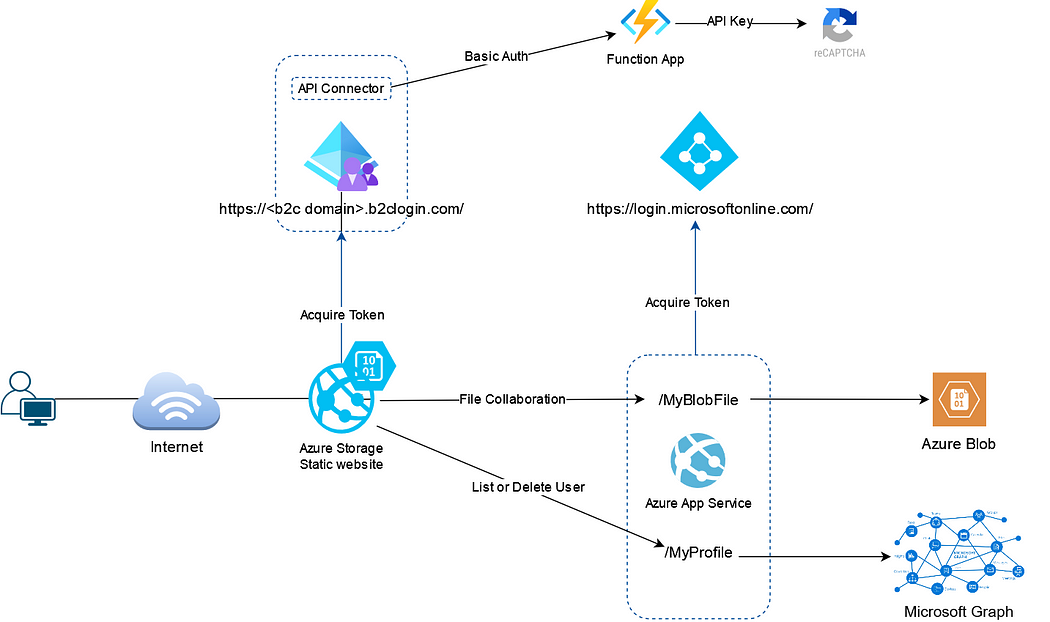 API Key
reCAPTCHA
Basic Auth
Function App
API Connector
https://<b2c domain>.b2clogin.com/
https://login.microsoftonline.com/
Acquire Token
Acquire Token
10
01
File Collaboration
/MyBlobFile
10
01
Internet
Azure Storage
Static website
Azure Blob
List or Delete User
Azure App Service
/MyProfile
MICROSOFT
GRAPH
Microsoft Graph